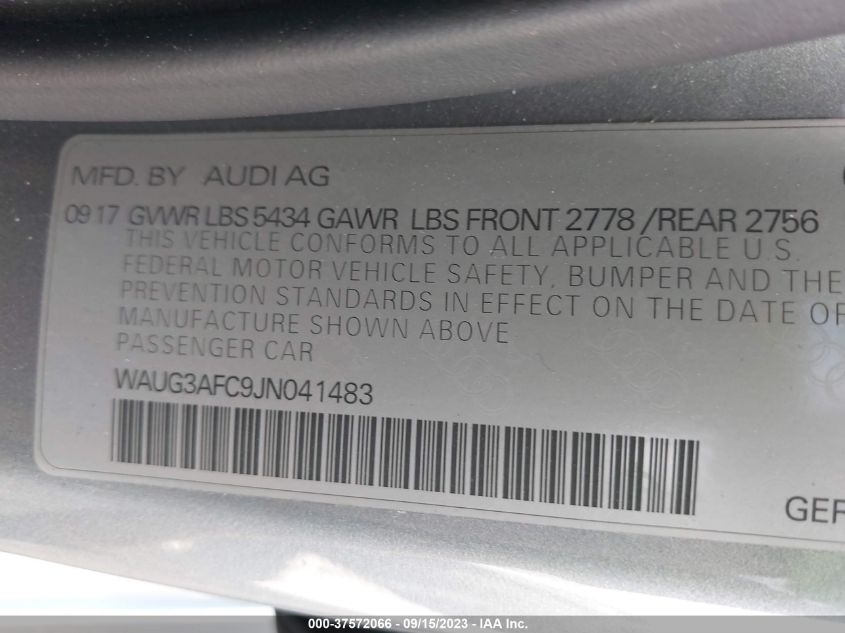 MFD. BY AUDI AG
0917 GVWR LBS 5434 GAWR LBS FRONT 2778 /REAR 2756
THIS VEHICLE CONFORMS TO ALL APPLICABLE U.S.
FEDERAL MOTOR VEHICLE SAFETY, BUMPER AND THE
PREVENTION STANDARDS IN EFFECT ON THE DATE OF
MANUFACTURE SHOWN ABOVE
PASSENGER CAR
WAUG3AFC9JN041483
GER
000-37572066 - 09/15/2023 - IAA Inc.